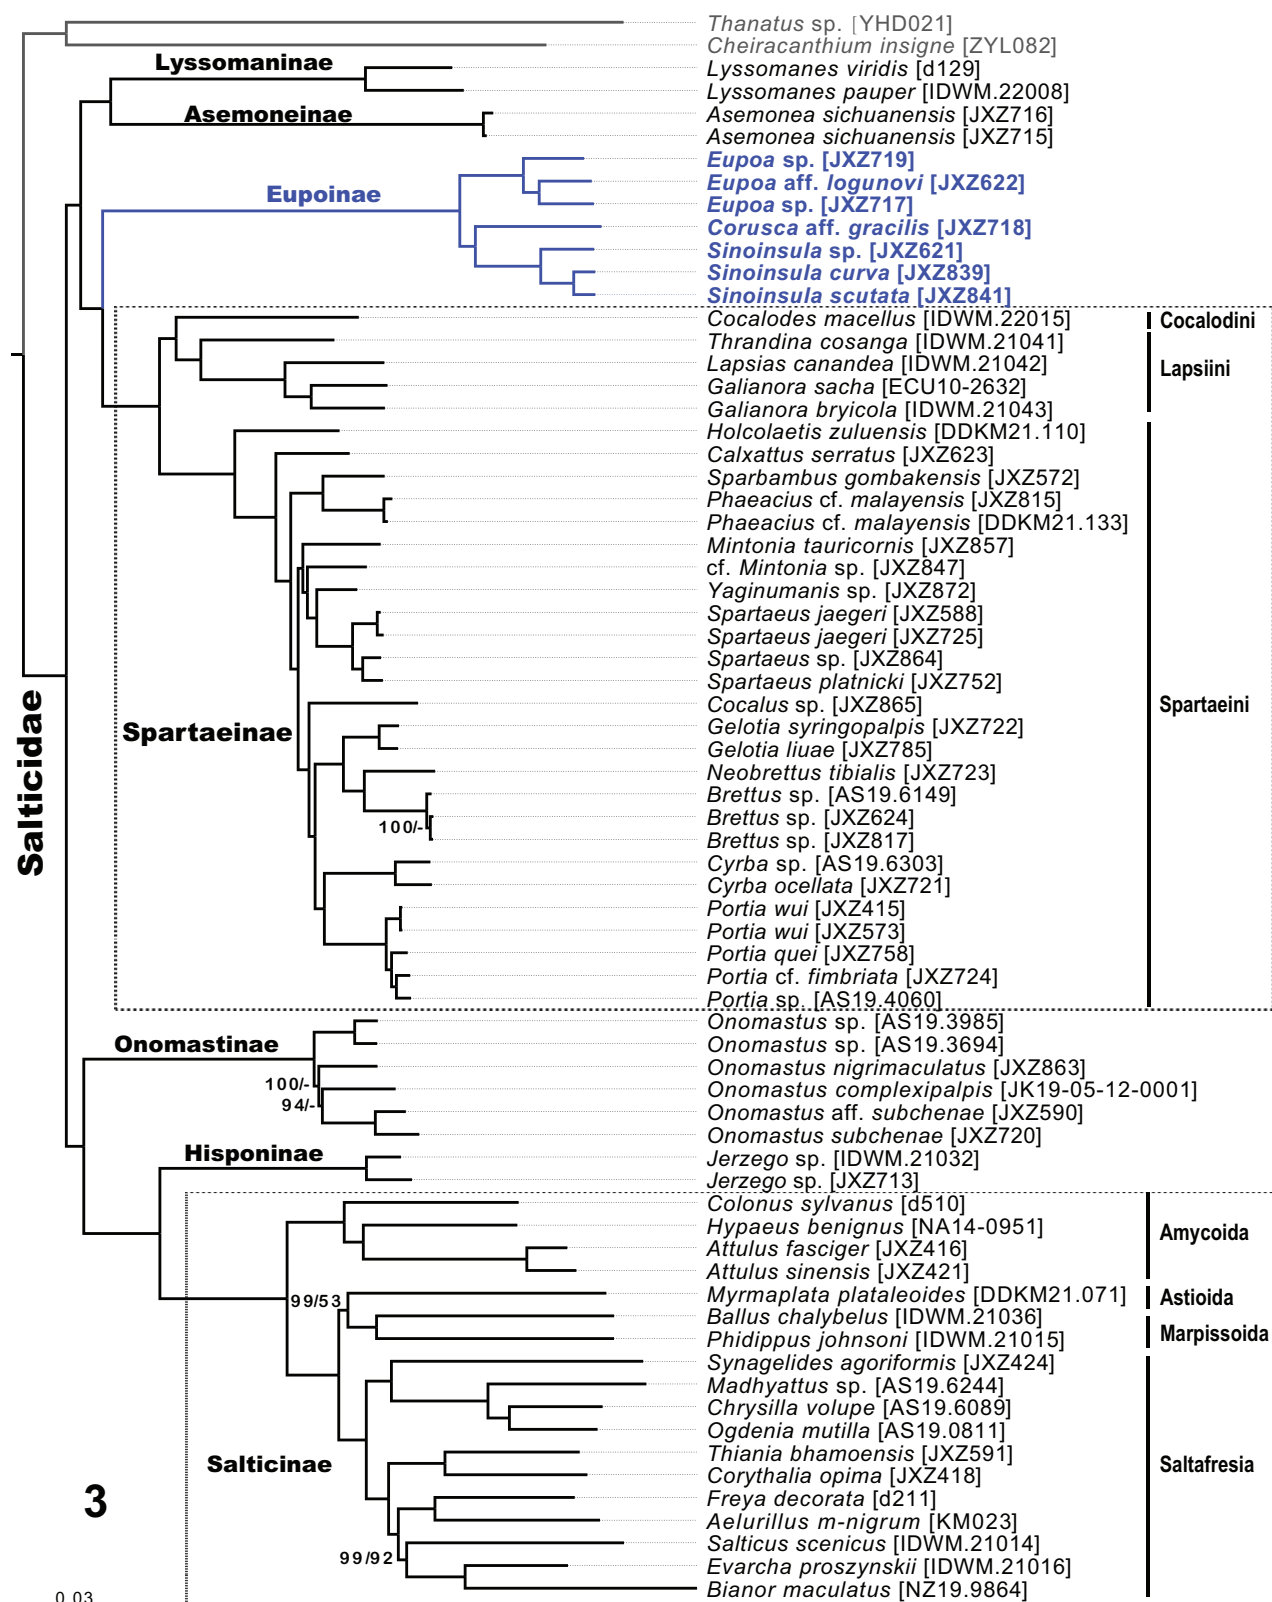 Thanatus sp. [YHD021]
Cheiracanthium insigne [ZYL082]
Lyssomaninae
Lyssomanes viridis [d129]
Lyssomanes pauper [IDWM.22008]
Asemoneinae
Asemonea sichuanensis [JXZ716]
Asemonea sichuanensis [JXZ715]
Eupoinae
Eupoa sp. [JXZ719]
Eupoa aff. logunovi [JXZ622]
Eupoa sp. [JXZ717]
Corusca aff. gracilis [JXZ718]
Sinoinsula sp. [JXZ621]
Sinoinsula curva [JXZ839]
Sinoinsula scutata [JXZ841]
Cocalodes macellus [IDWM.22015]
Cocalodini
Thrandina cosanga [IDWM.21041]
Lapsias canandea [IDWM.21042]
Lapsiini
Galianora sacha [ECU10-2632]
Galianora bryicola [IDWM.21043]
Holcolaetis zuluensis [DDKM21.110]
Calxattus serratus [JXZ623]
Sparbambus gombakensis [JXZ572]
Phaeacius cf. malayensis [JXZ815]
Phaeacius cf. malayensis [DDKM21.133]
Mintonia tauricornis [JXZ857]
cf. Mintonia sp. [JXZ847]
Yaginumanis sp. [JXZ872]
Spartaeus jaegeri [JXZ588]
Spartaeus jaegeri [JXZ725]
Spartaeus sp. [JXZ864]
Spartaeus platnicki [JXZ752]
Cocalus sp. [JXZ865]
Spartaeini
Gelotia syringopalpis [JXZ722]
Spartaeinae
Gelotia liuae [JXZ785]
Neobrettus tibialis [JXZ723]
Salticidae
Brettus sp. [AS19.6149]
Brettus sp. [JXZ624]
100/-
Brettus sp. [JXZ817]
Cyrba sp. [AS19.6303]
Cyrba ocellata [JXZ721]
Portia wui [JXZ415]
Portia wui [JXZ573]
Portia quei [JXZ758]
Portia cf. fimbriata [JXZ724]
Portia sp. [AS19.4060]
Onomastus sp. [AS19.3985]
Onomastinae
Onomastus sp. [AS19.3694]
Onomastus nigrimaculatus [JXZ863]
100/-
Onomastus complexipalpis [JK19-05-12-0001]
94/-
Onomastus aff. subchenae [JXZ590]
Onomastus subchenae [JXZ720]
Hisponinae
Jerzego sp. [IDWM.21032]
Jerzego sp. [JXZ713]
Colonus sylvanus [d510]
Hypaeus benignus [NA14-0951]
Amycoida
Attulus fasciger [JXZ416]
Attulus sinensis [JXZ421]
99/53
Myrmaplata plataleoides [DDKM21.071]
Astioida
Ballus chalybelus [IDWM.21036]
Marpissoida
Phidippus johnsoni [IDWM.21015]
Synagelides agoriformis [JXZ424]
Madhyattus sp. [AS19.6244]
Chrysilla volupe [AS19.6089]
Ogdenia mutilla [AS19.0811]
Thiania bhamoensis [JXZ591]
Salticinae
Saltafresia
Corythalia opima [JXZ418]
Freya decorata [d211]
3
Aelurillus m-nigrum [KM023]
Salticus scenicus [IDWM.21014]
99/92
Evarcha proszynskii [IDWM.21016]
Bianor maculatus [NZ19.9864]
0.03